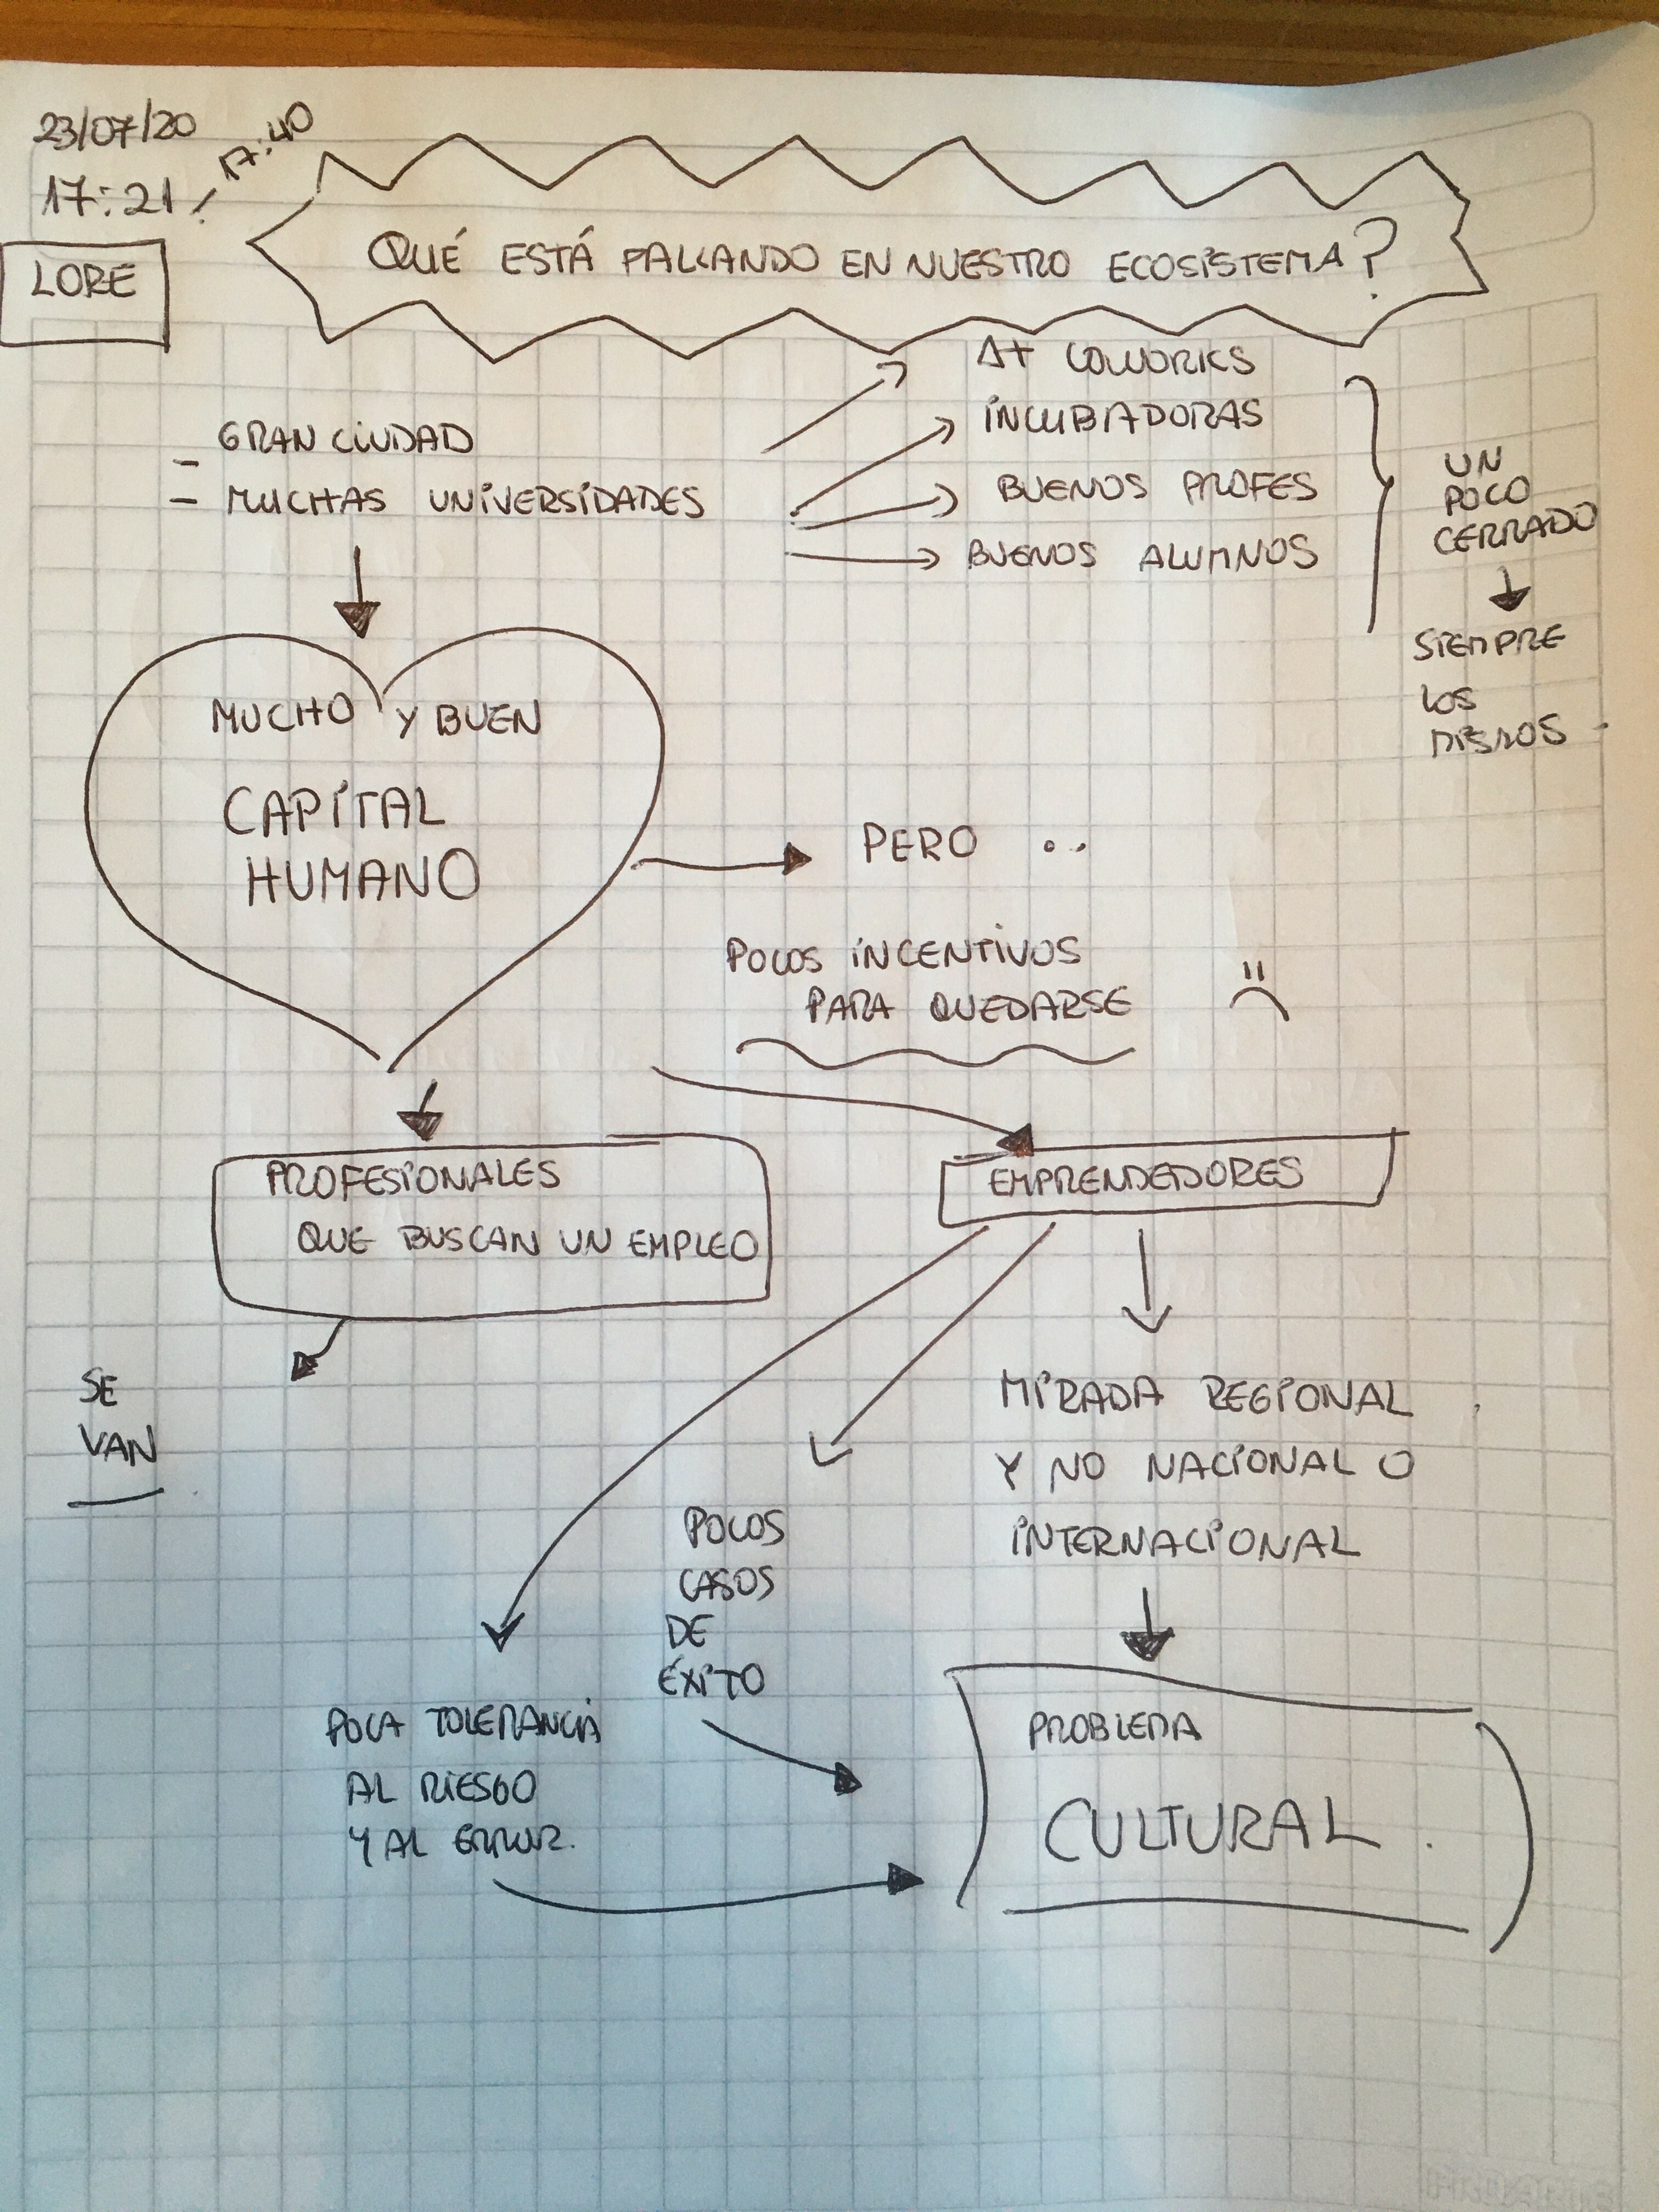 23/07/20
17:21 / 17:40
LORE
QUÉ ESTÁ FALLANDO EN NUESTRO ECOSISTEMA?
- GRAN CIUDAD
- MUCHAS UNIVERSIDADES
COWORKS
INCUBADORAS
BUENOS PROFES
BUENOS ALUMNOS
UN
POCO
CERRADO
SIEMPRE
LOS
MISMOS
MUCHO Y BUEN
CAPITAL
HUMANO
PERO ..
POCOS INCENTIVOS
PARA QUEDARSE
PROFESIONALES
QUE BUSCAN UN EMPLEO
EMPRENDEDORES
SE
VAN
MIRADA REGIONAL
Y NO NACIONAL O
INTERNACIONAL
POCOS
CASOS
DE
ÉXITO
POCA TOLERANCIA
AL RIESGO
Y AL ERROR.
PROBLEMA
CULTURAL.